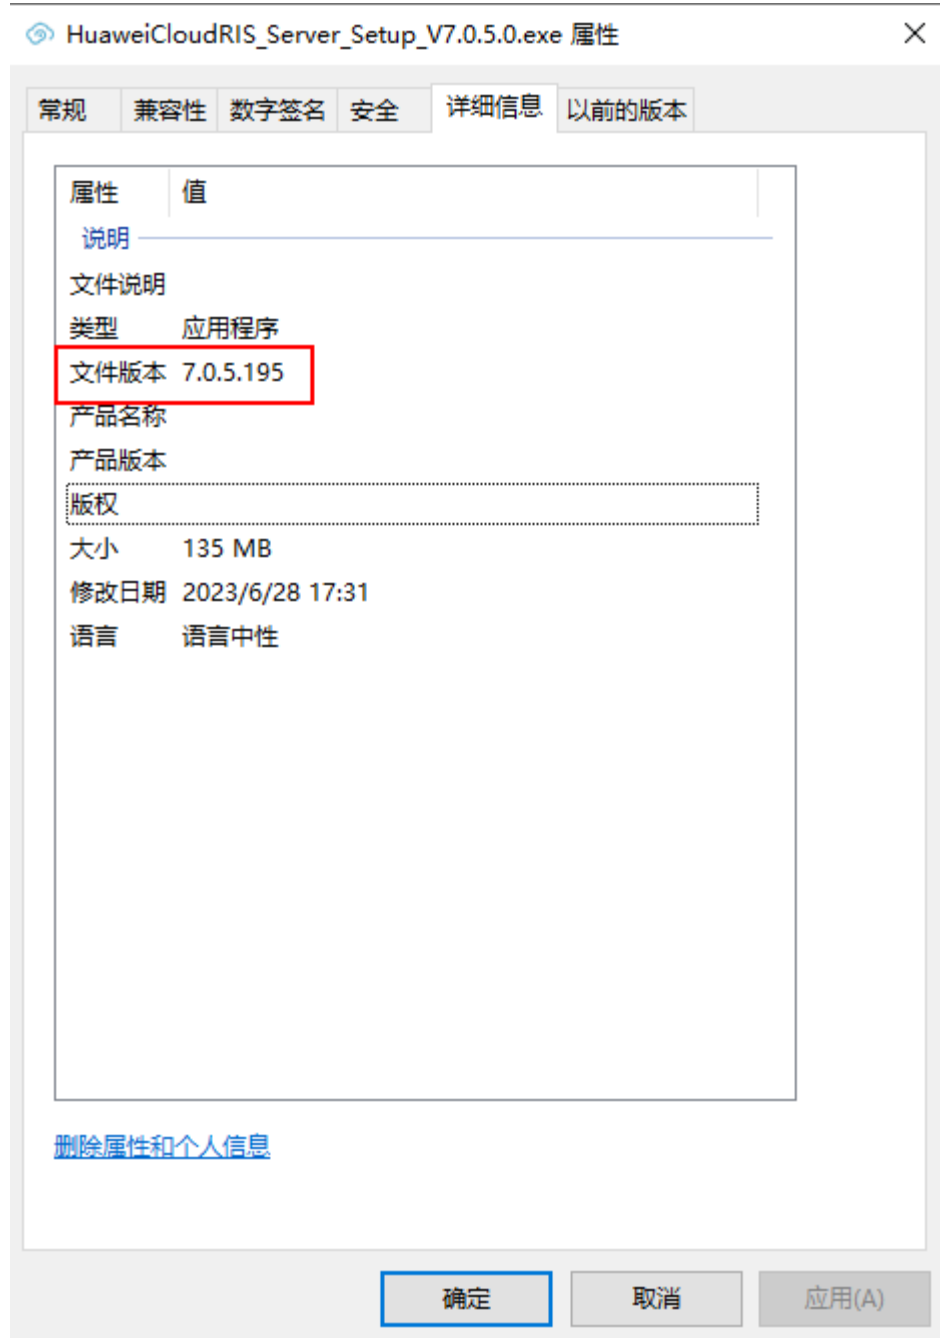 HuaweiCloudRIS_Server_Setup_V7.0.5.0.exe 属性
常规 兼容性 数字签名 安全 详细信息 以前的版本
属性 值
说明
文件说明
类型 应用程序
文件版本 7.0.5.195
产品名称
产品版本
版权
大小 135 MB
修改日期 2023/6/28 17:31
语言 语言中性
删除属性和个人信息
确定 取消 应用(A)